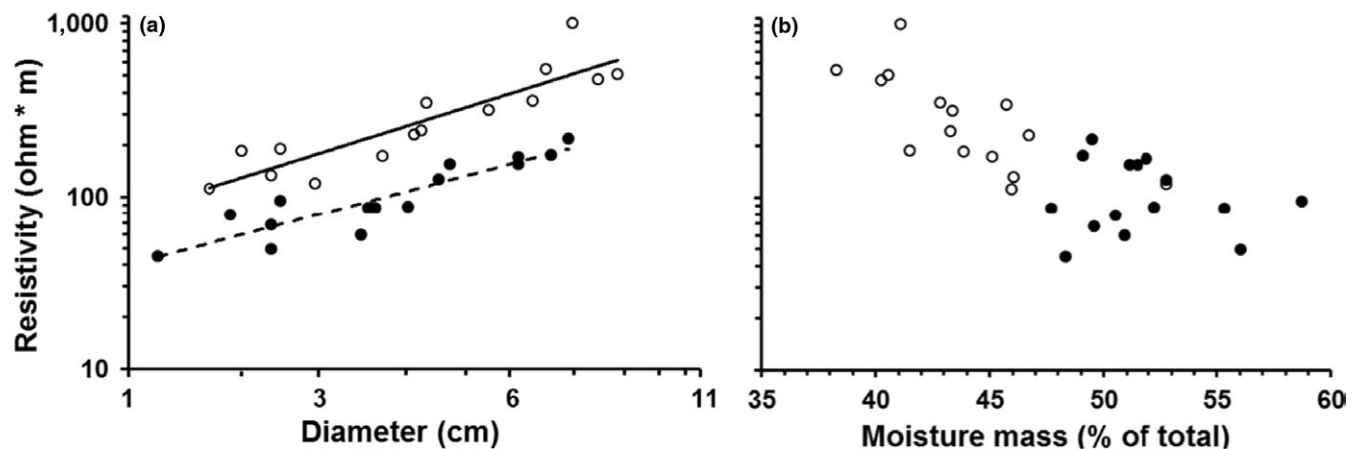 Resistivity (ohm * m)
1,000
100
10
(a)
1
3
6
11
Diameter (cm)
(b)
35
40
45
50
55
60
Moisture mass (% of total)